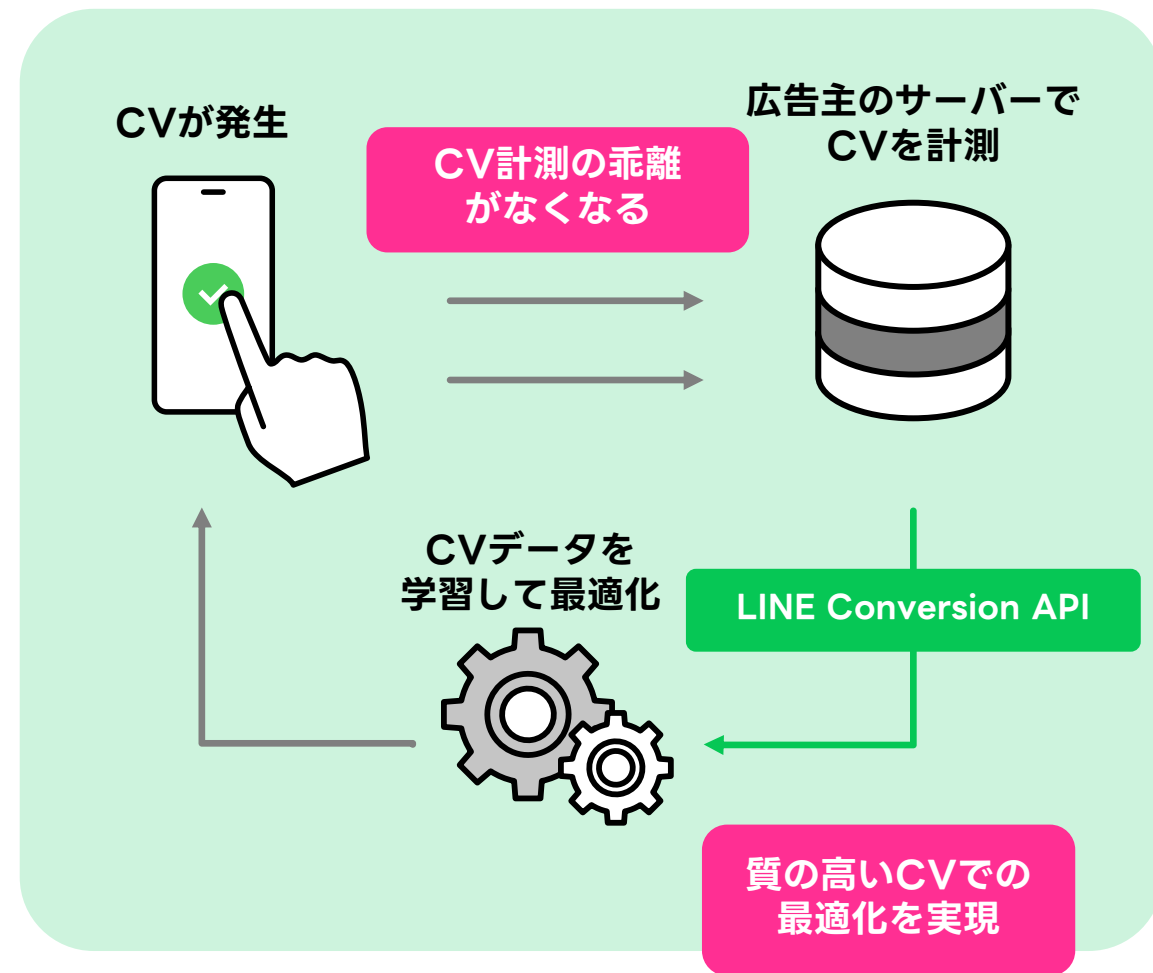 CVが発生
CV計測の乖離
がなくなる
広告主のサーバーで
CVを計測
CVデータを
学習して最適化
LINE Conversion API
質の高いCVでの
最適化を実現